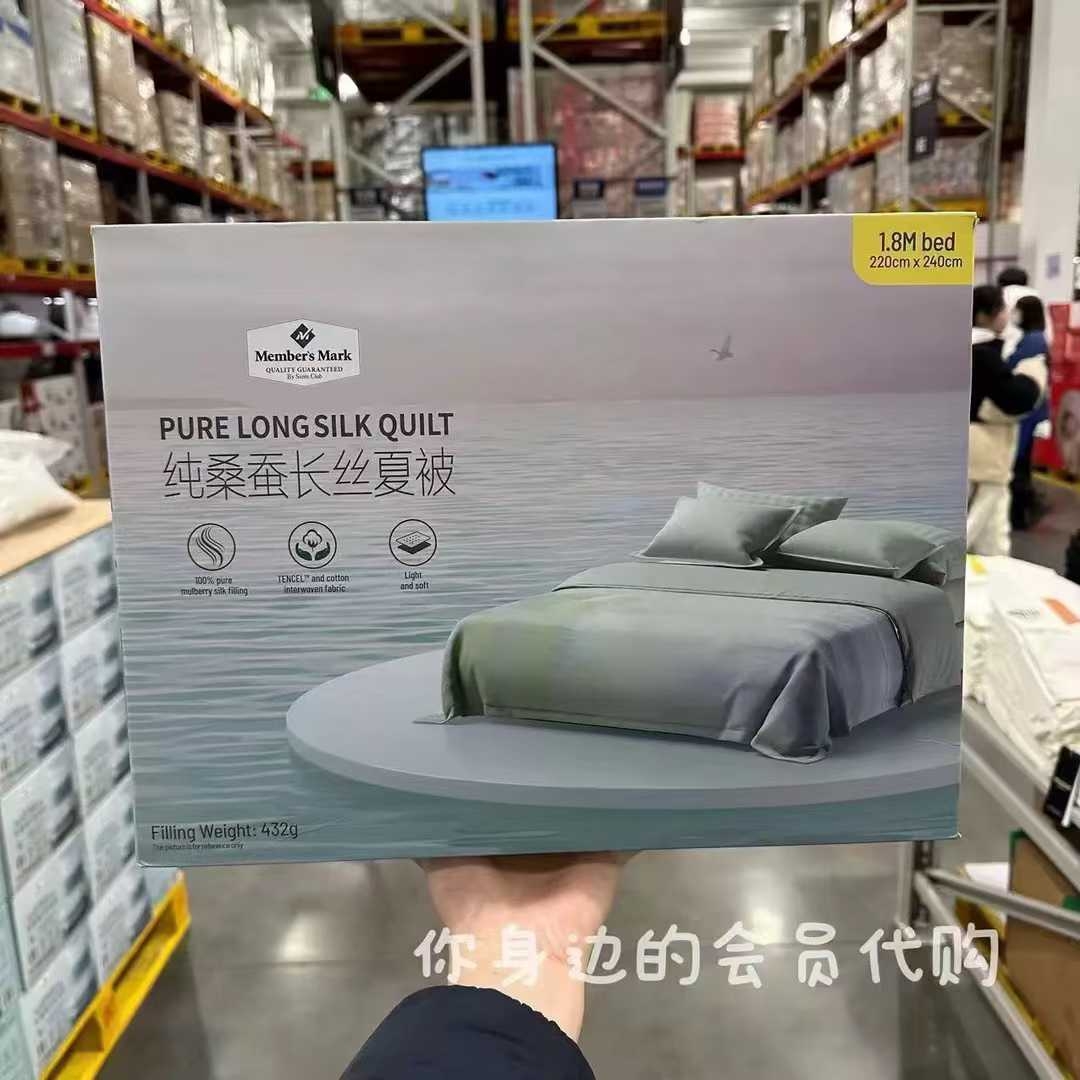 1.8M bed
220cm x 240cm
Member's Mark
QUALITY GUARANTEED
By Sam's Club
PURE LONG SILK QUILT
纯桑蚕长丝夏被
100% pure
mulberry silk filling
TENCEL™ and cotton
interwoven fabric
Light
and soft
Filling Weight: 432g
The picture is for reference only
你身边的会员代购